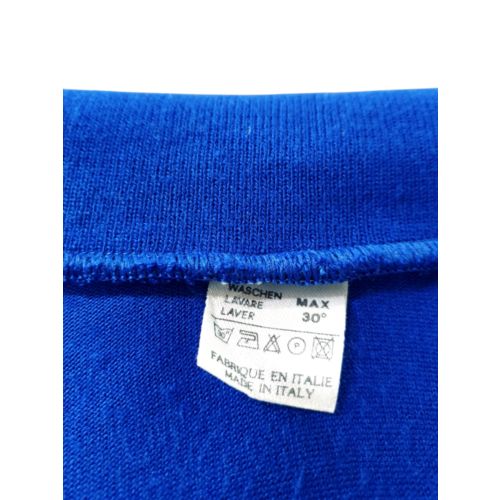 WASCHEN
LAVARE MAX
LAVER 30°
P
FABRIQUE EN ITALIE
MADE IN ITALY